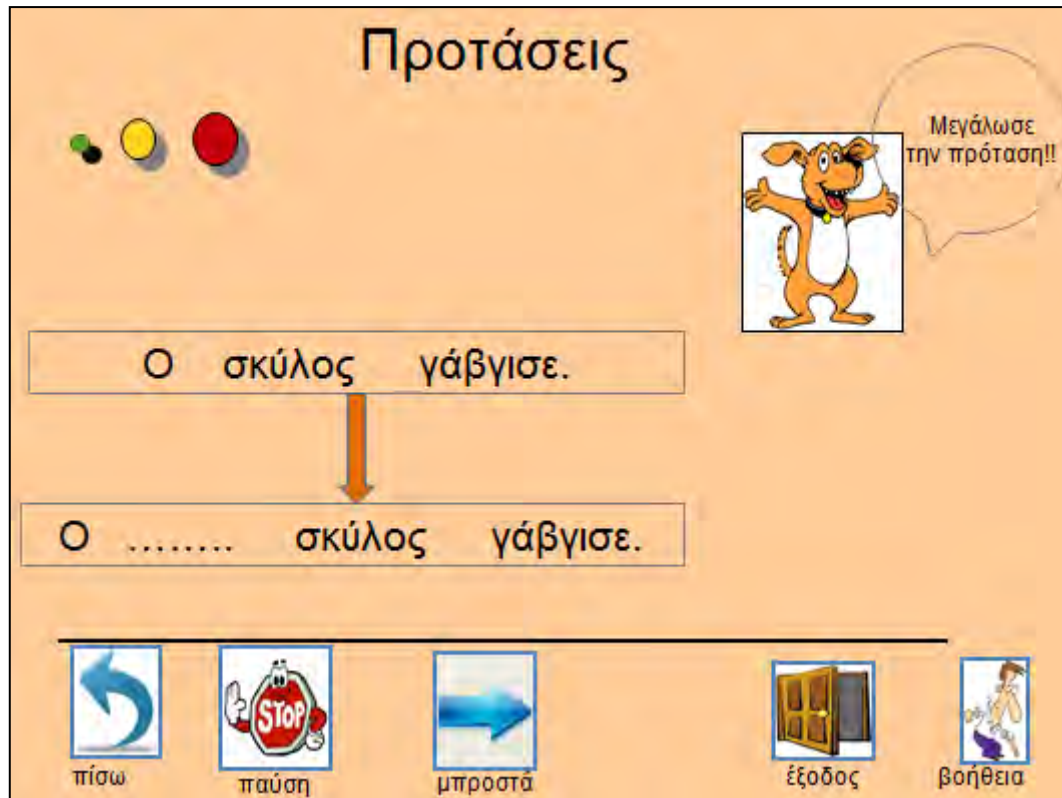 Προτάσεις
Μεγάλωσε
την πρόταση!!
Ο σκύλος γάβγισε.
Ο ........ σκύλος γάβγισε.
STOP
πίσω
παύση
μπροστά
έξοδος
βοήθεια